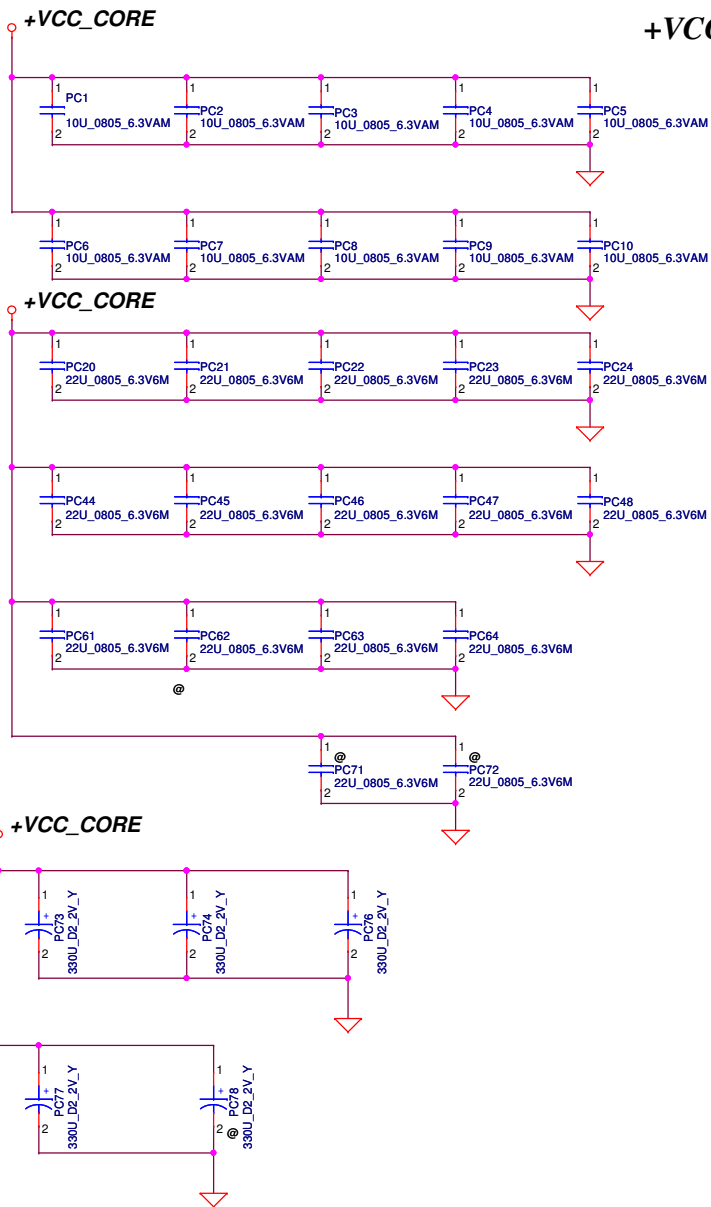 +VCC_CORE
+VCC
1 1 1 1 1
PC1 PC2 PC3 PC4 PC5
10U_0805_6.3VAM 10U_0805_6.3VAM 10U_0805_6.3VAM 10U_0805_6.3VAM 10U_0805_6.3VAM
2 2 2 2 2
1 1 1 1 1
PC6 PC7 PC8 PC9 PC10
10U_0805_6.3VAM 10U_0805_6.3VAM 10U_0805_6.3VAM 10U_0805_6.3VAM 10U_0805_6.3VAM
2 2 2 2 2
+VCC_CORE
1 1 1 1 1
PC20 PC21 PC22 PC23 PC24
22U_0805_6.3V6M 22U_0805_6.3V6M 22U_0805_6.3V6M 22U_0805_6.3V6M 22U_0805_6.3V6M
2 2 2 2 2
1 1 1 1 1
PC44 PC45 PC46 PC47 PC48
22U_0805_6.3V6M 22U_0805_6.3V6M 22U_0805_6.3V6M 22U_0805_6.3V6M 22U_0805_6.3V6M
2 2 2 2 2
1 1 1 1
PC61 PC62 PC63 PC64
22U_0805_6.3V6M 22U_0805_6.3V6M 22U_0805_6.3V6M 22U_0805_6.3V6M
2 2 2 2
@
1 1
@ @
PC71 PC72
22U_0805_6.3V6M 22U_0805_6.3V6M
2 2
+VCC_CORE
1 1 1
+ + +
PC73 PC74 PC76
330U_D2_2V_Y 330U_D2_2V_Y 330U_D2_2V_Y
2 2 2
1 1
+ +
PC77 PC78
330U_D2_2V_Y 330U_D2_2V_Y
2 2 @